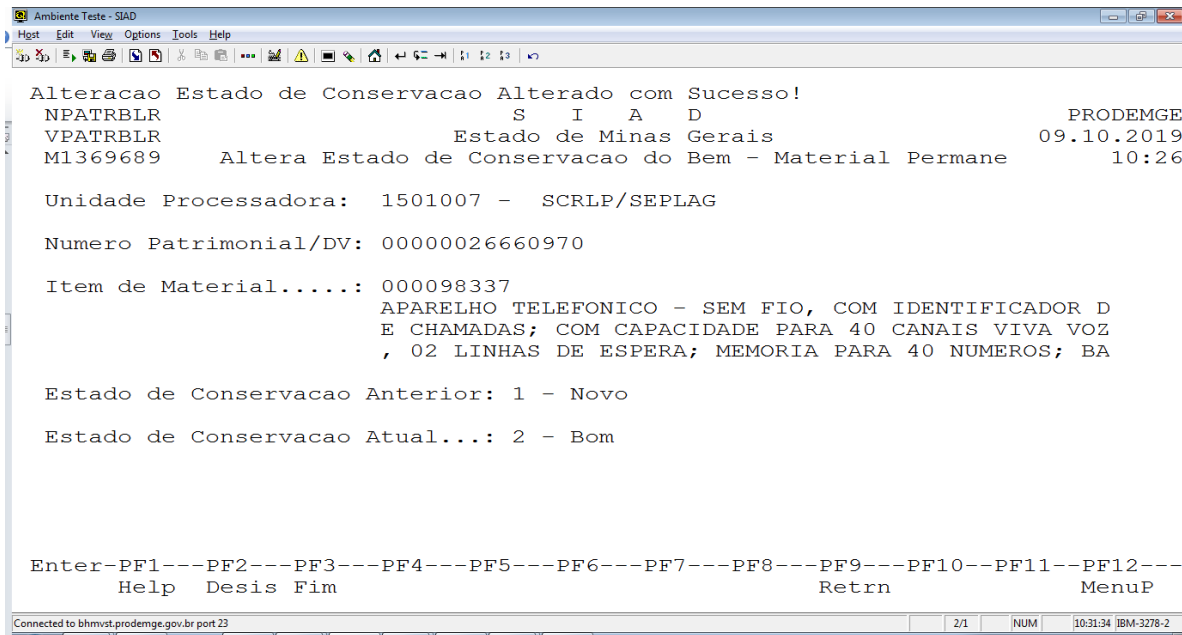 Ambiente Teste - SIAD
Host Edit View Options Tools Help
Alteracao Estado de Conservacao Alterado com Sucesso!
NPATRBLR S I A D PRODEMGE
VPATRBLR Estado de Minas Gerais 09.10.2019
M1369689 Altera Estado de Conservacao do Bem - Material Permane 10:26
Unidade Processadora: 1501007 - SCRLP/SEPLAG
Numero Patrimonial/DV: 00000026660970
Item de Material.....: 000098337
APARELHO TELEFONICO - SEM FIO, COM IDENTIFICADOR D
E CHAMADAS; COM CAPACIDADE PARA 40 CANAIS VIVA VOZ
, 02 LINHAS DE ESPERA; MEMORIA PARA 40 NUMEROS; BA
Estado de Conservacao Anterior: 1 - Novo
Estado de Conservacao Atual...: 2 - Bom
Enter-PF1---PF2---PF3---PF4---PF5---PF6---PF7---PF8---PF9---PF10--PF11--PF12---
Help Desis Fim Retrn MenuP
Connected to bhmvst.prodemge.gov.br port 23 2/1 NUM 10:31:34 IBM-3278-2